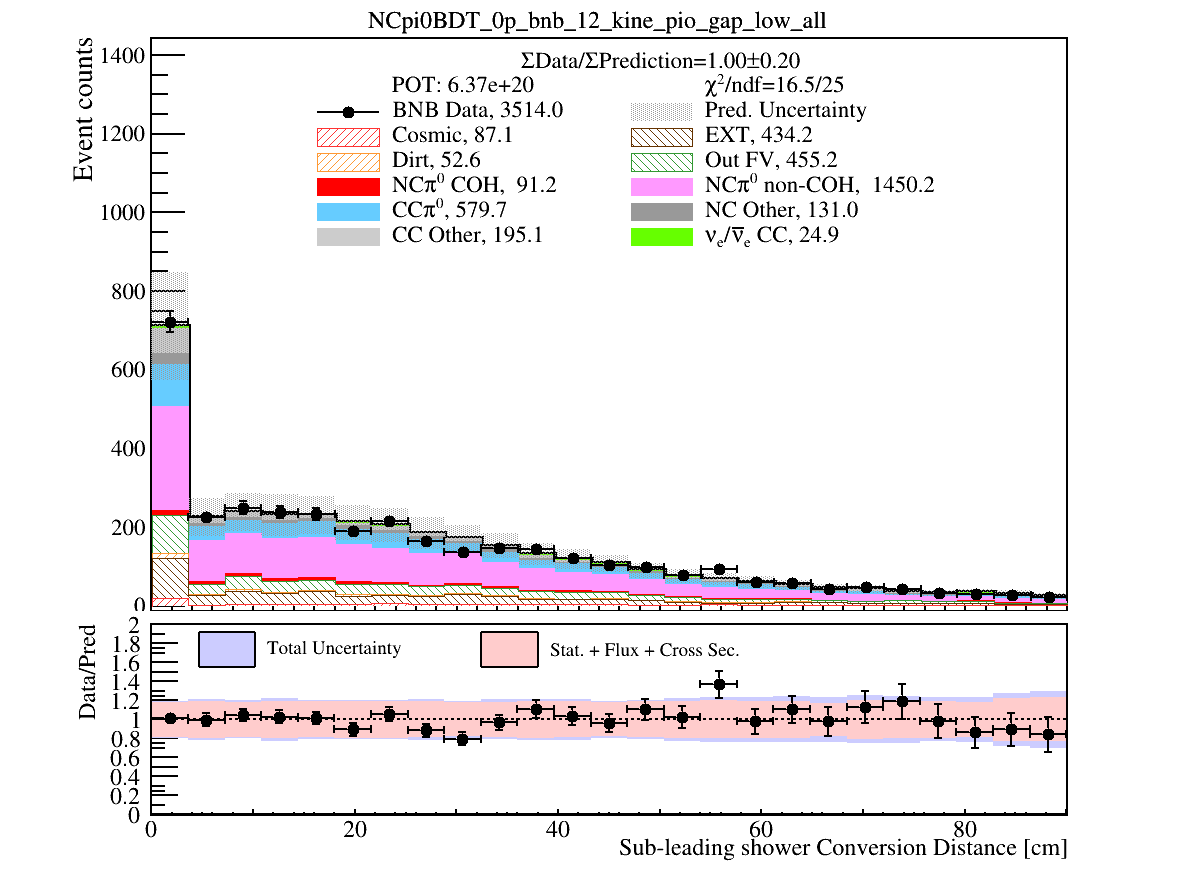 NCpi0BDT_0p_bnb_12_kine_pio_gap_low_all
ΣData/ΣPrediction=1.00±0.20
POT: 6.37e+20 χ²/ndf=16.5/25
BNB Data, 3514.0 Pred. Uncertainty
Cosmic, 87.1 EXT, 434.2
Dirt, 52.6 Out FV, 455.2
NCπ⁰ COH, 91.2 NCπ⁰ non-COH, 1450.2
CCπ⁰, 579.7 NC Other, 131.0
CC Other, 195.1 νₑ/ν̅ₑ CC, 24.9
Event counts
1400
1200
1000
800
600
400
200
0
Data/Pred
2
1.8
1.6
1.4
1.2
1
0.8
0.6
0.4
0.2
0
Total Uncertainty Stat. + Flux + Cross Sec.
0 20 40 60 80
Sub-leading shower Conversion Distance [cm]